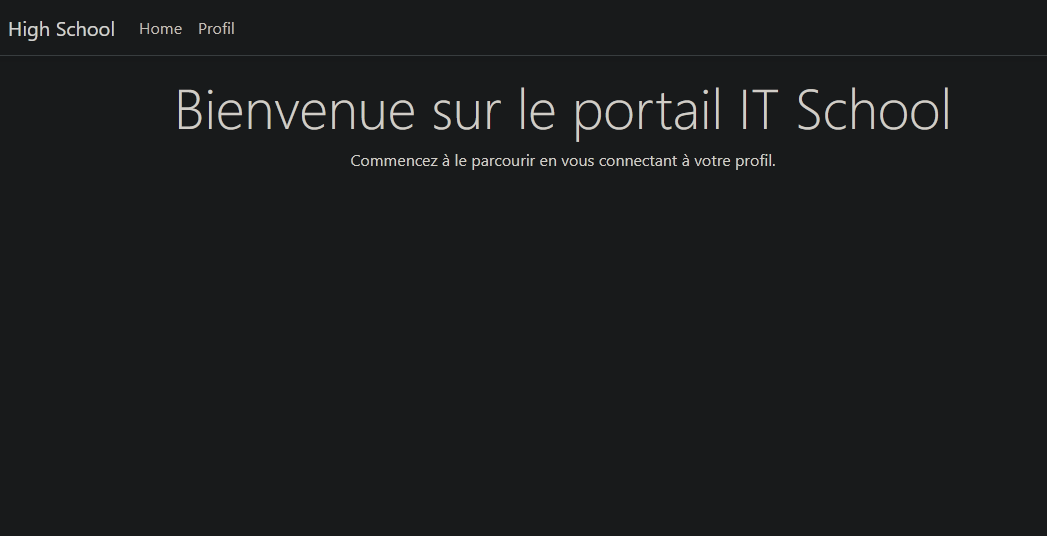 High School Home Profil
Bienvenue sur le portail IT School
Commencez à le parcourir en vous connectant à votre profil.